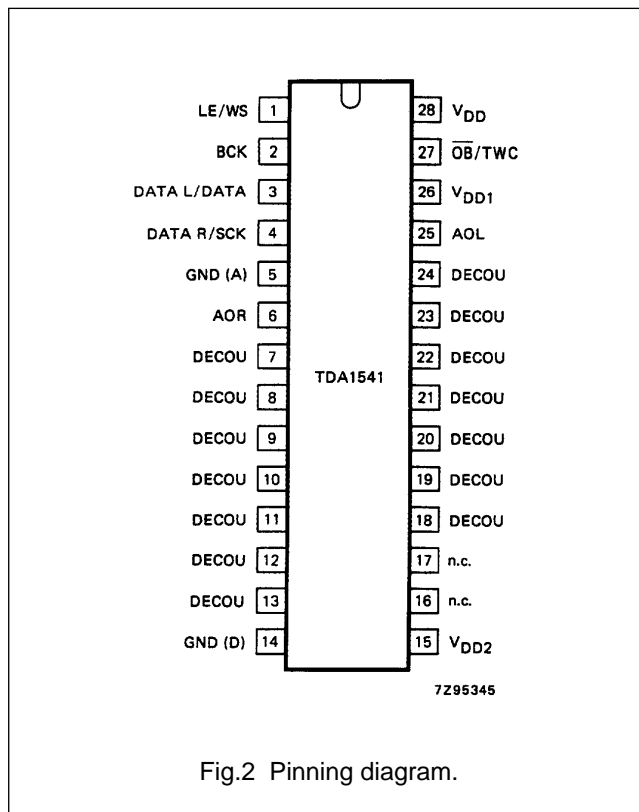 LE/WS 1 28 VDD
BCK 2 27 O̅B̅/TWC
DATA L/DATA 3 26 VDD1
DATA R/SCK 4 25 AOL
GND (A) 5 24 DECOU
AOR 6 23 DECOU
DECOU 7 22 DECOU
TDA1541
DECOU 8 21 DECOU
DECOU 9 20 DECOU
DECOU 10 19 DECOU
DECOU 11 18 DECOU
DECOU 12 17 n.c.
DECOU 13 16 n.c.
GND (D) 14 15 VDD2
7Z95345
Fig.2 Pinning diagram.